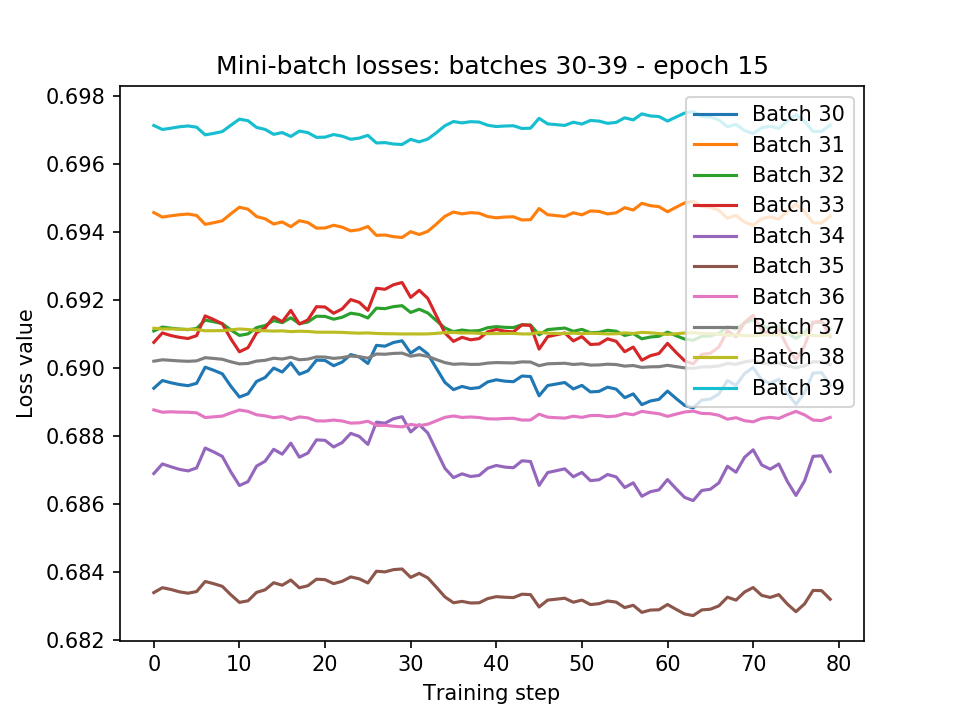 Mini-batch losses: batches 30-39 - epoch 15
0.698
0.696
0.694
0.692
0.690
0.688
0.686
0.684
0.682
Loss value
0
10
20
30
40
50
60
70
80
Training step
Batch 30
Batch 31
Batch 32
Batch 33
Batch 34
Batch 35
Batch 36
Batch 37
Batch 38
Batch 39